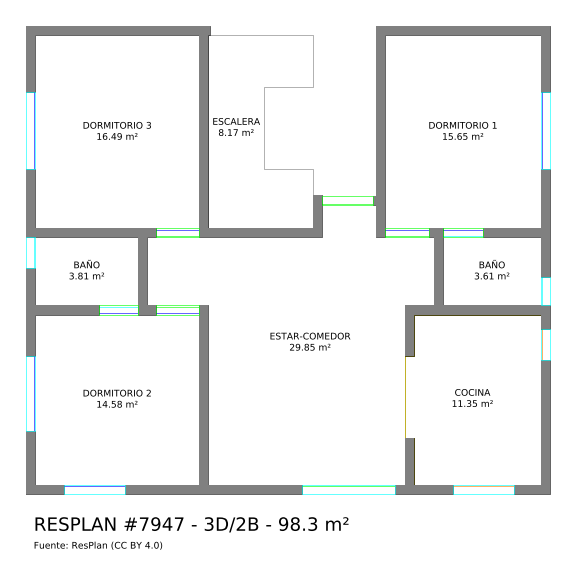 DORMITORIO 3
16.49 m²
ESCALERA
8.17 m²
DORMITORIO 1
15.65 m²
BAÑO
3.81 m²
BAÑO
3.61 m²
ESTAR-COMEDOR
29.85 m²
DORMITORIO 2
14.58 m²
COCINA
11.35 m²
RESPLAN #7947 - 3D/2B - 98.3 m²
Fuente: ResPlan (CC BY 4.0)